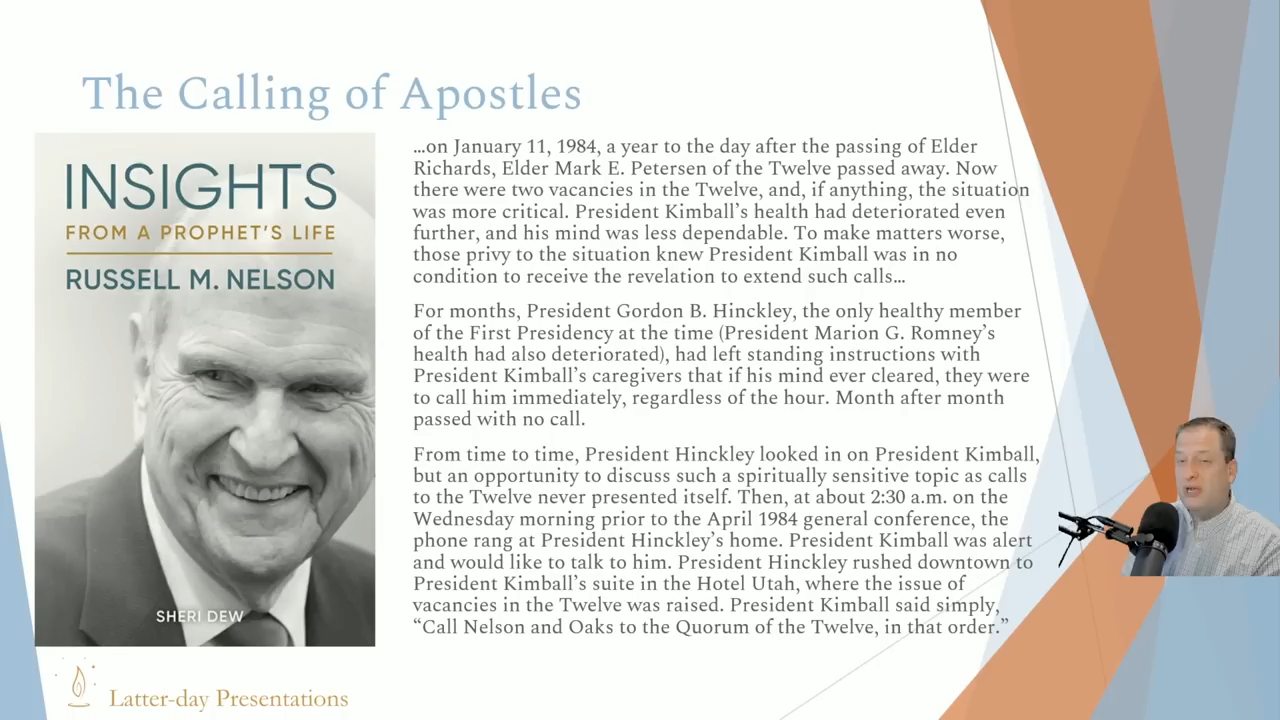 The Calling of Apostles
INSIGHTS
FROM A PROPHET'S LIFE
RUSSELL M. NELSON
SHERI DEW
...on January 11, 1984, a year to the day after the passing of Elder
Richards, Elder Mark E. Petersen of the Twelve passed away. Now
there were two vacancies in the Twelve, and, if anything, the situation
was more critical. President Kimball's health had deteriorated even
further, and his mind was less dependable. To make matters worse,
those privy to the situation knew President Kimball was in no
condition to receive the revelation to extend such calls...
For months, President Gordon B. Hinckley, the only healthy member
of the First Presidency at the time (President Marion G. Romney's
health had also deteriorated), had left standing instructions with
President Kimball's caregivers that if his mind ever cleared, they were
to call him immediately, regardless of the hour. Month after month
passed with no call.
From time to time, President Hinckley looked in on President Kimball,
but an opportunity to discuss such a spiritually sensitive topic as calls
to the Twelve never presented itself. Then, at about 2:30 a.m. on the
Wednesday morning prior to the April 1984 general conference, the
phone rang at President Hinckley's home. President Kimball was alert
and would like to talk to him. President Hinckley rushed downtown to
President Kimball's suite in the Hotel Utah, where the issue of
vacancies in the Twelve was raised. President Kimball said simply,
“Call Nelson and Oaks to the Quorum of the Twelve, in that order.”
Latter-day Presentations